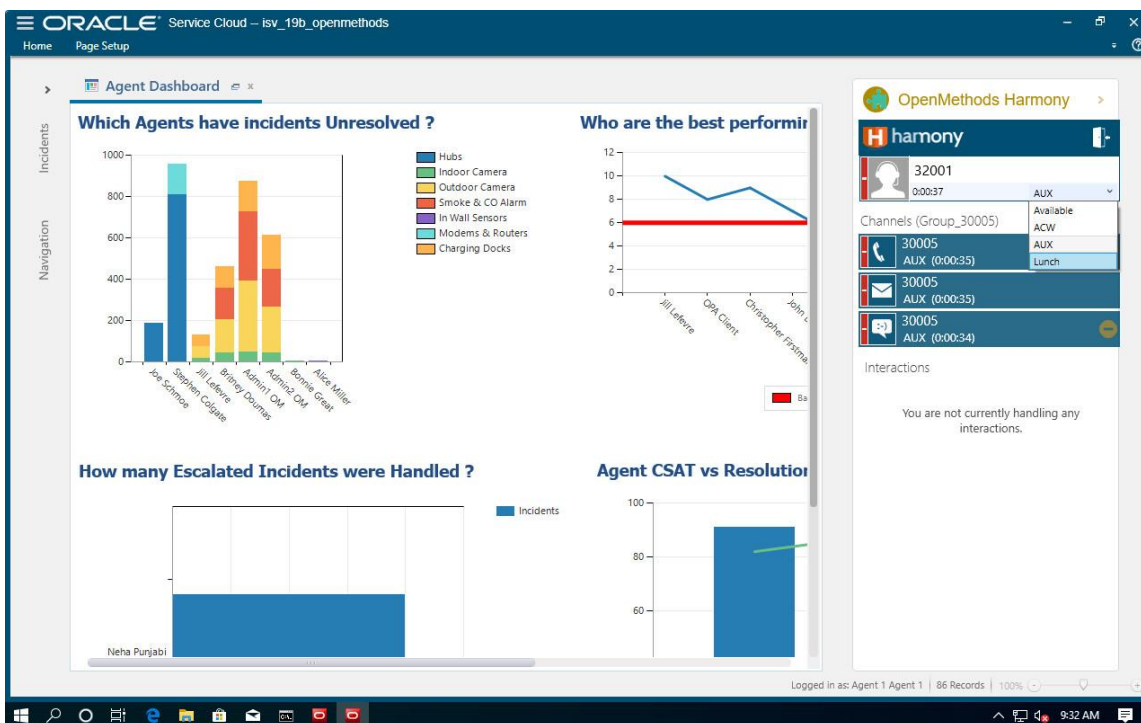 ORACLE Service Cloud – isv_19b_openmethods
Home Page Setup
Incidents
Navigation
Agent Dashboard
Which Agents have incidents Unresolved ?
1000
800
600
400
200
0
Joe Schmoe
Stephen Colgate
Jill Lefevre
Britney Doumas
Admin1 OM
Admin2 OM
Bonnie Great
Alice Miller
Hubs
Indoor Camera
Outdoor Camera
Smoke & CO Alarm
In Wall Sensors
Modems & Routers
Charging Docks
Who are the best performin
12
10
8
6
4
2
0
Jill Lefevre
OPA Client
Christopher Firstma...
John
Ba
How many Escalated Incidents were Handled ?
Neha Punjabi
Incidents
Agent CSAT vs Resolution
100
80
60
OpenMethods Harmony
hamony
32001
0:00:37 AUX
Available
ACW
AUX
Lunch
Channels (Group_30005)
30005
AUX (0:00:35)
30005
AUX (0:00:35)
30005
AUX (0:00:34)
Interactions
You are not currently handling any
interactions.
Logged in as: Agent 1 Agent 1 86 Records 100%
9:32 AM